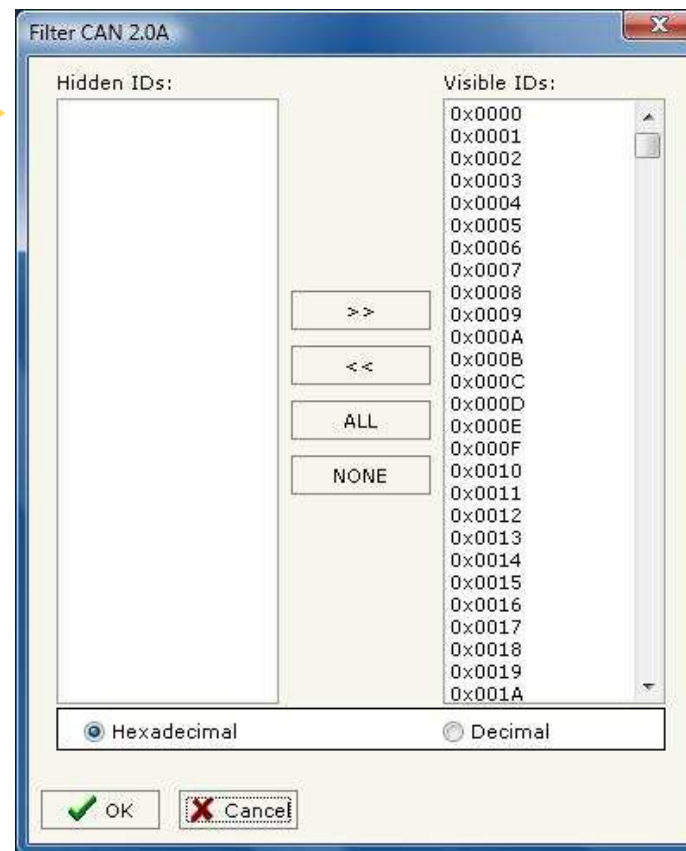 Filter CAN 2.0A
X
Hidden IDs:
Visible IDs:
0x0000
0x0001
0x0002
0x0003
0x0004
0x0005
0x0006
0x0007
0x0008
0x0009
0x000A
0x000B
0x000C
0x000D
0x000E
0x000F
0x0010
0x0011
0x0012
0x0013
0x0014
0x0015
0x0016
0x0017
0x0018
0x0019
0x001A
>>
<<
ALL
NONE
Hexadecimal
Decimal
OK
Cancel